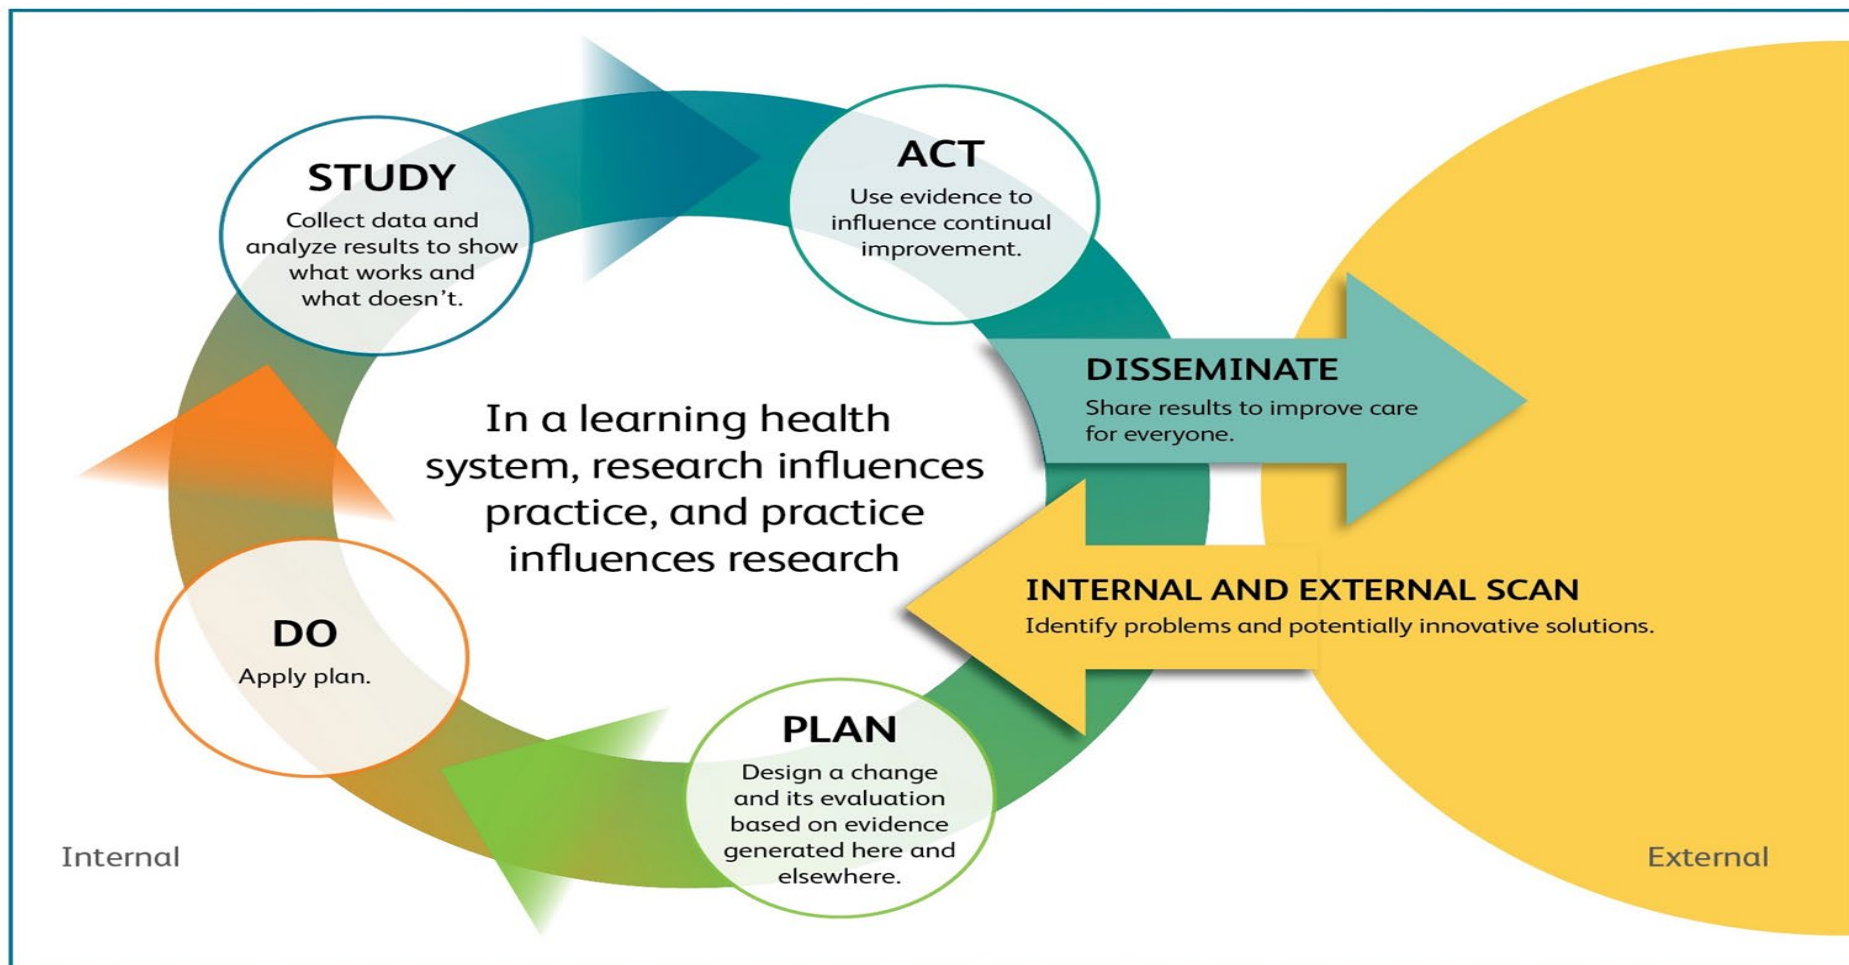 STUDY
Collect data and
analyze results to show
what works and
what doesn’t.
ACT
Use evidence to
influence continual
improvement.
DISSEMINATE
Share results to improve care
for everyone.
In a learning health
system, research influences
practice, and practice
influences research
INTERNAL AND EXTERNAL SCAN
Identify problems and potentially innovative solutions.
DO
Apply plan.
PLAN
Design a change
and its evaluation
based on evidence
generated here and
elsewhere.
Internal
External